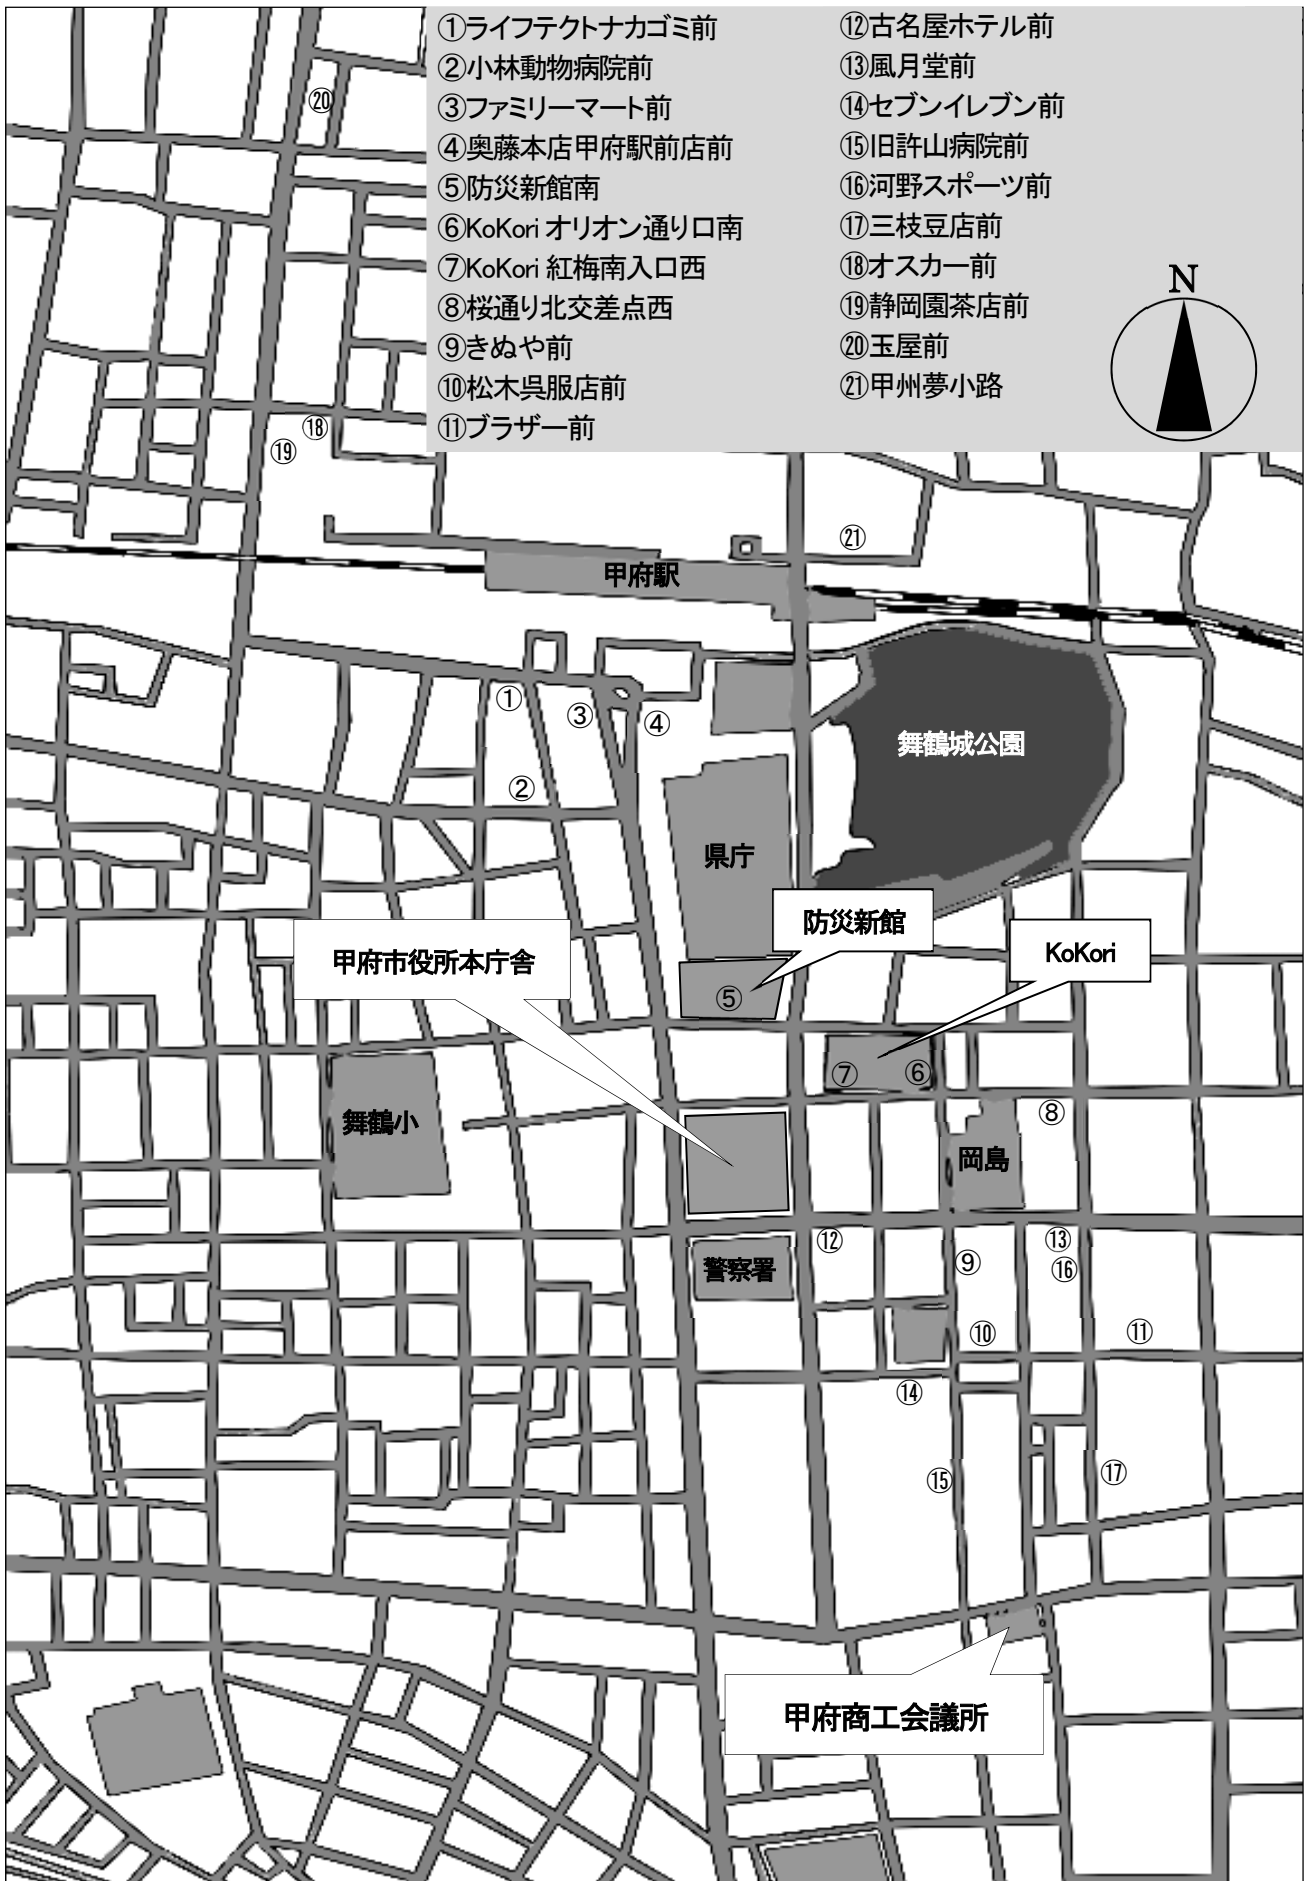 ①ライフテクトナカゴミ前
②小林動物病院前
③ファミリーマート前
④奥藤本店甲府駅前店前
⑤防災新館南
⑥KoKori オリオン通り口南
⑦KoKori 紅梅南入口西
⑧桜通り北交差点西
⑨きぬや前
⑩松木呉服店前
⑪ブラザー前
⑫古名屋ホテル前
⑬風月堂前
⑭セブンイレブン前
⑮旧許山病院前
⑯河野スポーツ前
⑰三枝豆店前
⑱オスカー前
⑲静岡園茶店前
⑳玉屋前
㉑甲州夢小路
N
⑳
⑱
⑲
㉑
甲府駅
①
③
④
舞鶴城公園
②
県庁
防災新館
甲府市役所本庁舎
KoKori
⑤
⑦
⑥
舞鶴小
⑧
岡島
⑫
⑬
警察署
⑨
⑯
⑩
⑪
⑭
⑮
⑰
甲府商工会議所